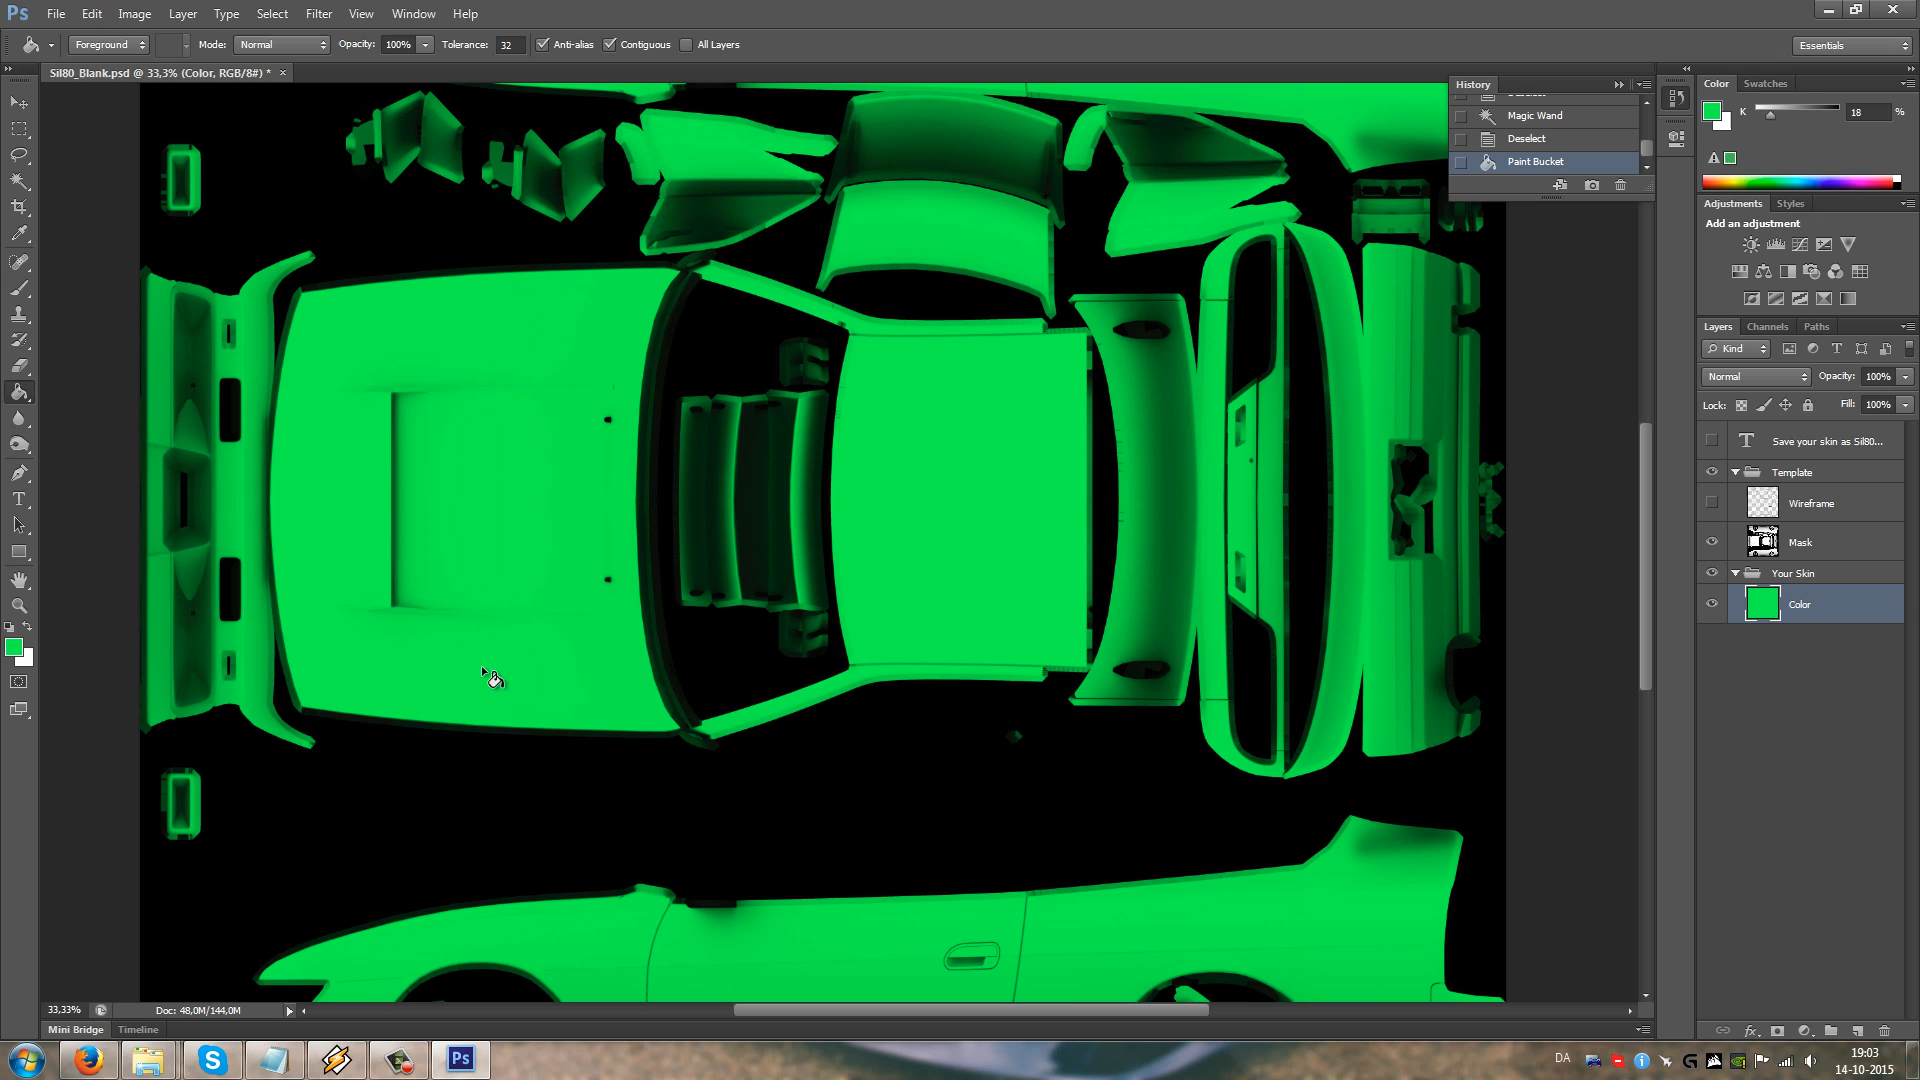 Ps File Edit Image Layer Type Select Filter View Window Help
Foreground Mode: Normal Opacity: 100% Tolerance: 32 Anti-alias Contiguous All Layers Essentials
Sil80_Blank.psd @ 33,3% (Color, RGB/8#) * ×
History
Magic Wand
Deselect
Paint Bucket
Color Swatches
K 18 %
Adjustments Styles
Add an adjustment
Layers Channels Paths
Kind
Normal Opacity: 100%
Lock: Fill: 100%
T Save your skin as Sil80...
Template
Wireframe
Mask
Your Skin
Color
33,33% Doc: 48,0M/144,0M
Mini Bridge Timeline
Ps
DA
19:03
14-10-2015